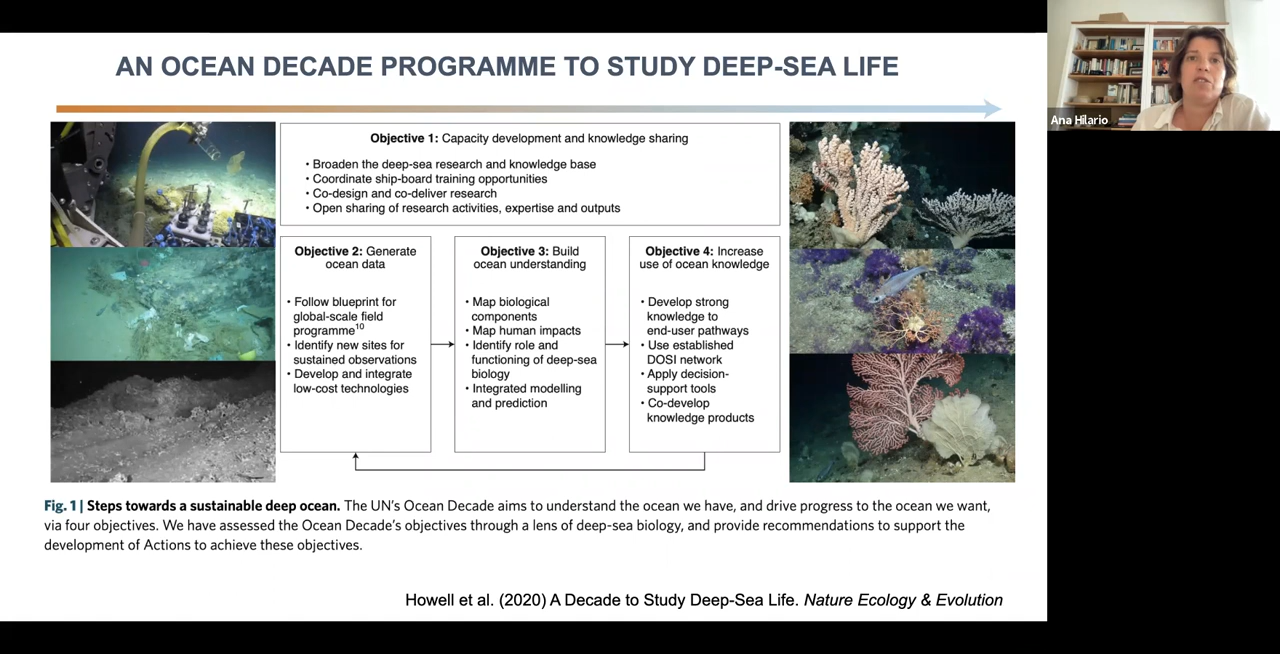 AN OCEAN DECADE PROGRAMME TO STUDY DEEP-SEA LIFE
Ana Hilario
Objective 1: Capacity development and knowledge sharing
• Broaden the deep-sea research and knowledge base
• Coordinate ship-board training opportunities
• Co-design and co-deliver research
• Open sharing of research activities, expertise and outputs
Objective 2: Generate
ocean data
• Follow blueprint for
global-scale field
programme10
• Identify new sites for
sustained observations
• Develop and integrate
low-cost technologies
Objective 3: Build
ocean understanding
• Map biological
components
• Map human impacts
• Identify role and
functioning of deep-sea
biology
• Integrated modelling
and prediction
Objective 4: Increase
use of ocean knowledge
• Develop strong
knowledge to
end-user pathways
• Use established
DOSI network
• Apply decision-
support tools
• Co-develop
knowledge products
Fig. 1 | Steps towards a sustainable deep ocean. The UN's Ocean Decade aims to understand the ocean we have, and drive progress to the ocean we want,
via four objectives. We have assessed the Ocean Decade's objectives through a lens of deep-sea biology, and provide recommendations to support the
development of Actions to achieve these objectives.
Howell et al. (2020) A Decade to Study Deep-Sea Life. Nature Ecology & Evolution